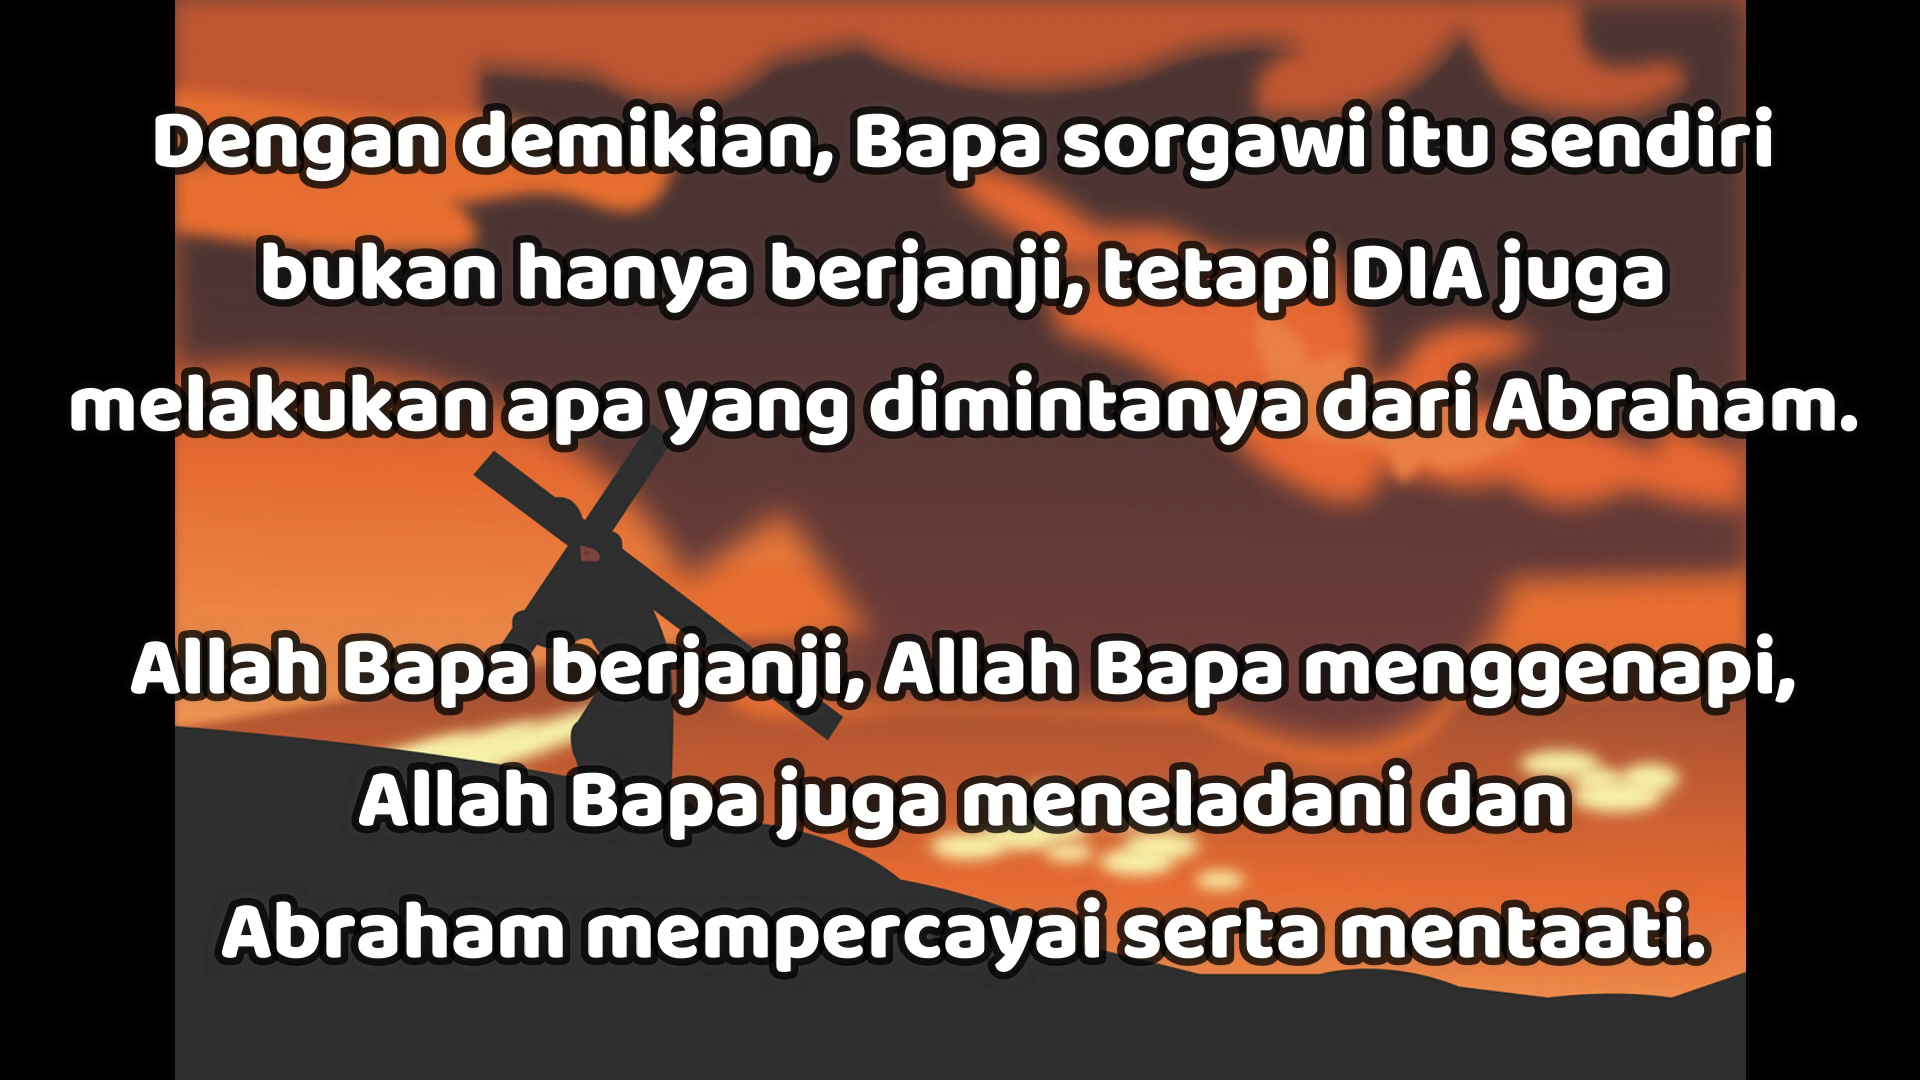 Dengan demikian, Bapa sorgawi itu sendiri
bukan hanya berjanji, tetapi DIA juga
melakukan apa yang dimintanya dari Abraham.
Allah Bapa berjanji, Allah Bapa menggenapi,
Allah Bapa juga meneladani dan
Abraham mempercayai serta mentaati.